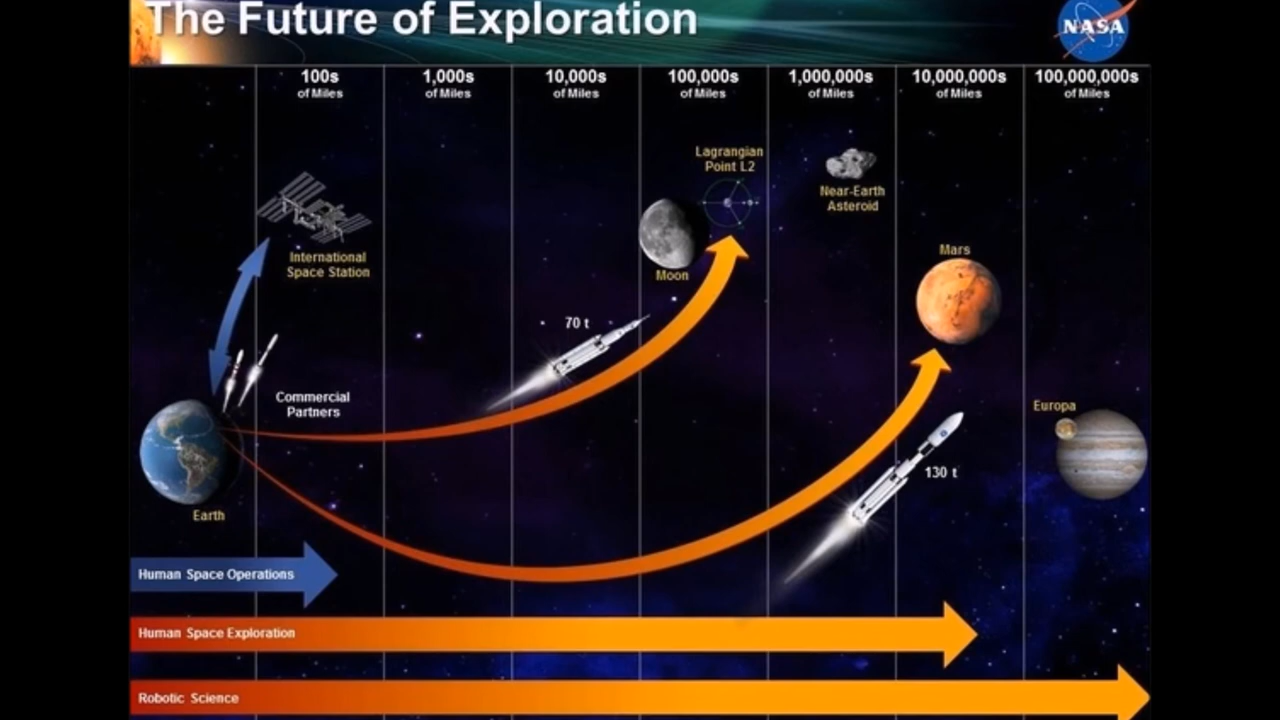 The Future of Exploration
NASA
100s
of Miles
1,000s
of Miles
10,000s
of Miles
100,000s
of Miles
1,000,000s
of Miles
10,000,000s
of Miles
100,000,000s
of Miles
Lagrangian
Point L2
Near-Earth
Asteroid
International
Space Station
Moon
Mars
70 t
Commercial
Partners
Europa
130 t
Earth
Human Space Operations
Human Space Exploration
Robotic Science